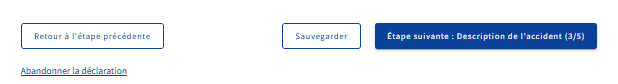 Retour à l'étape précédente Sauvegarder Étape suivante : Description de l'accident (3/5)
Abandonner la déclaration